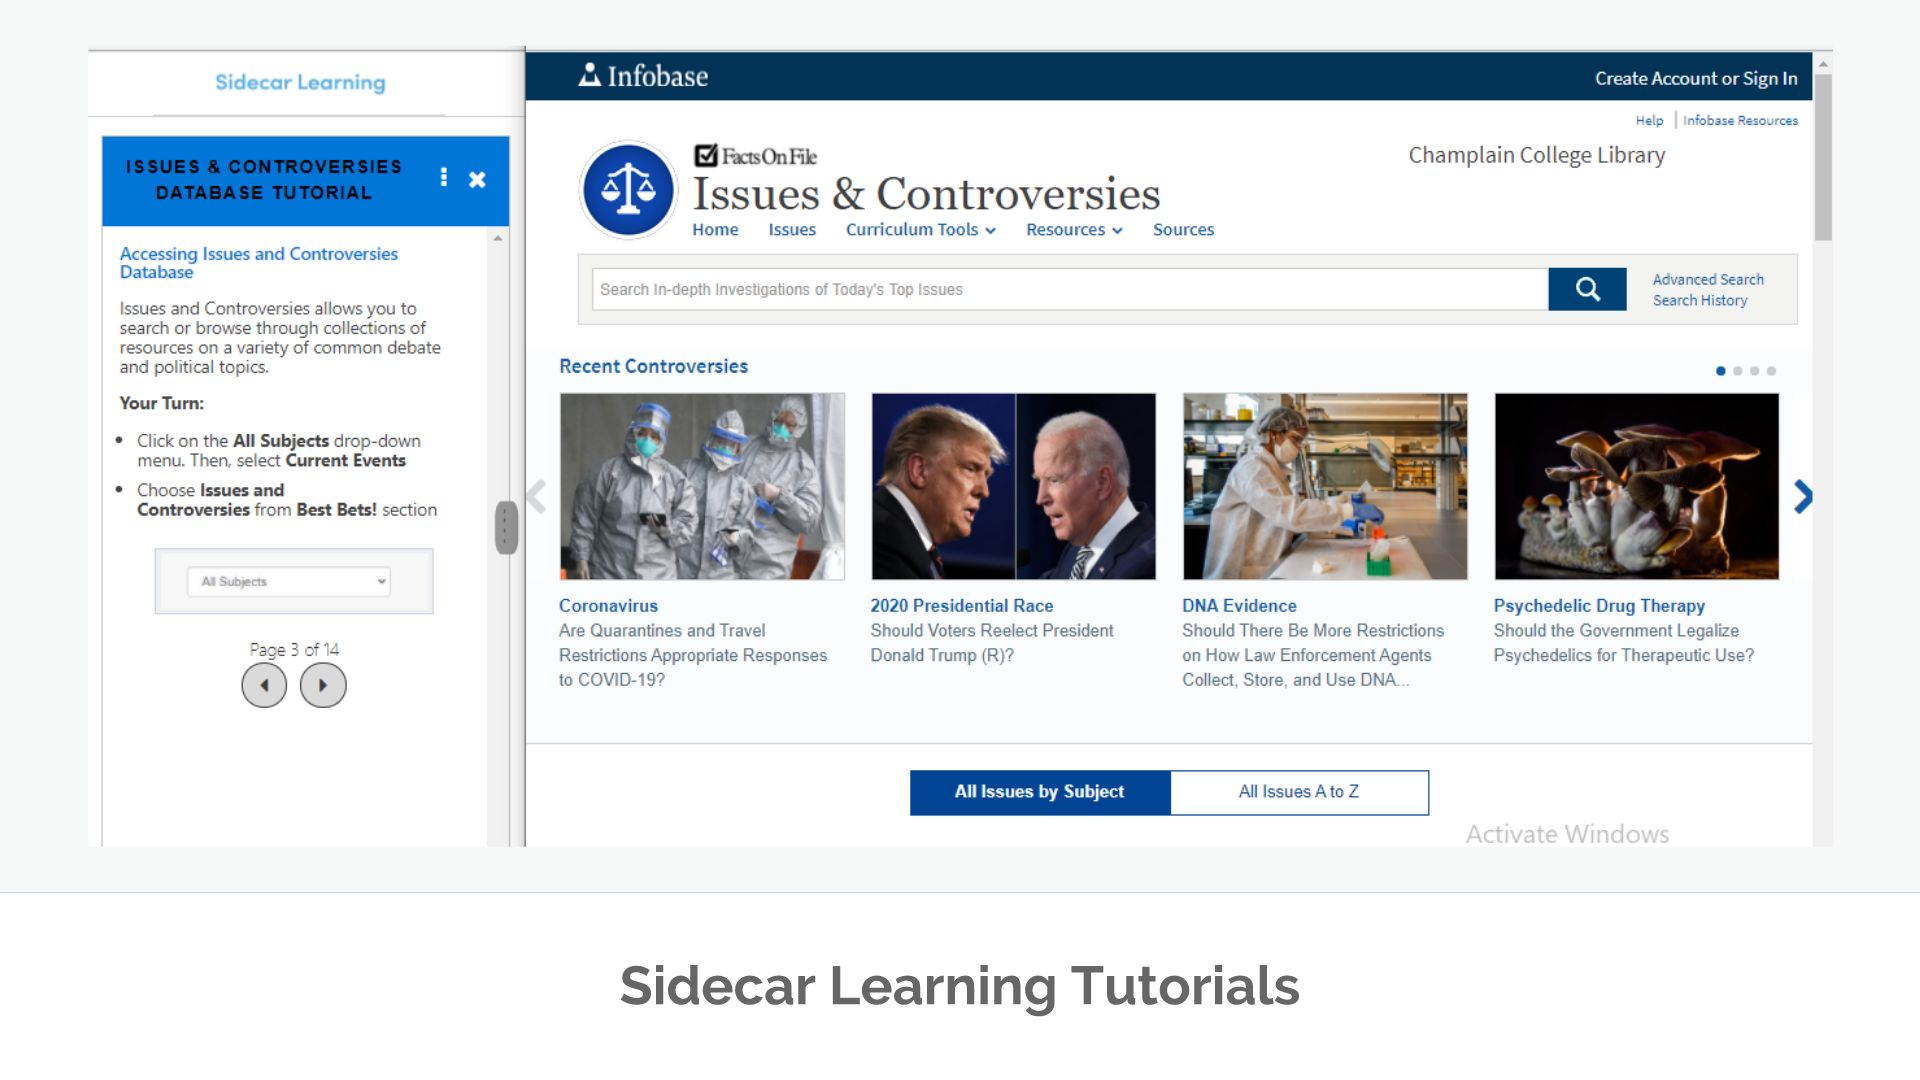 Sidecar Learning
ISSUES & CONTROVERSIES
DATABASE TUTORIAL
Accessing Issues and Controversies
Database
Issues and Controversies allows you to
search or browse through collections of
resources on a variety of common debate
and political topics.
Your Turn:
Click on the All Subjects drop-down
menu. Then, select Current Events
Choose Issues and
Controversies from Best Bets! section
All Subjects
Page 3 of 14
Infobase
Create Account or Sign In
Help
Infobase Resources
FactsOnFile
Champlain College Library
Issues & Controversies
Home Issues Curriculum Tools Resources Sources
Search In-depth Investigations of Today's Top Issues
Advanced Search
Search History
Recent Controversies
Coronavirus
Are Quarantines and Travel
Restrictions Appropriate Responses
to COVID-19?
2020 Presidential Race
Should Voters Reelect President
Donald Trump (R)?
DNA Evidence
Should There Be More Restrictions
on How Law Enforcement Agents
Collect, Store, and Use DNA...
Psychedelic Drug Therapy
Should the Government Legalize
Psychedelics for Therapeutic Use?
All Issues by Subject
All Issues A to Z
Activate Windows
Sidecar Learning Tutorials